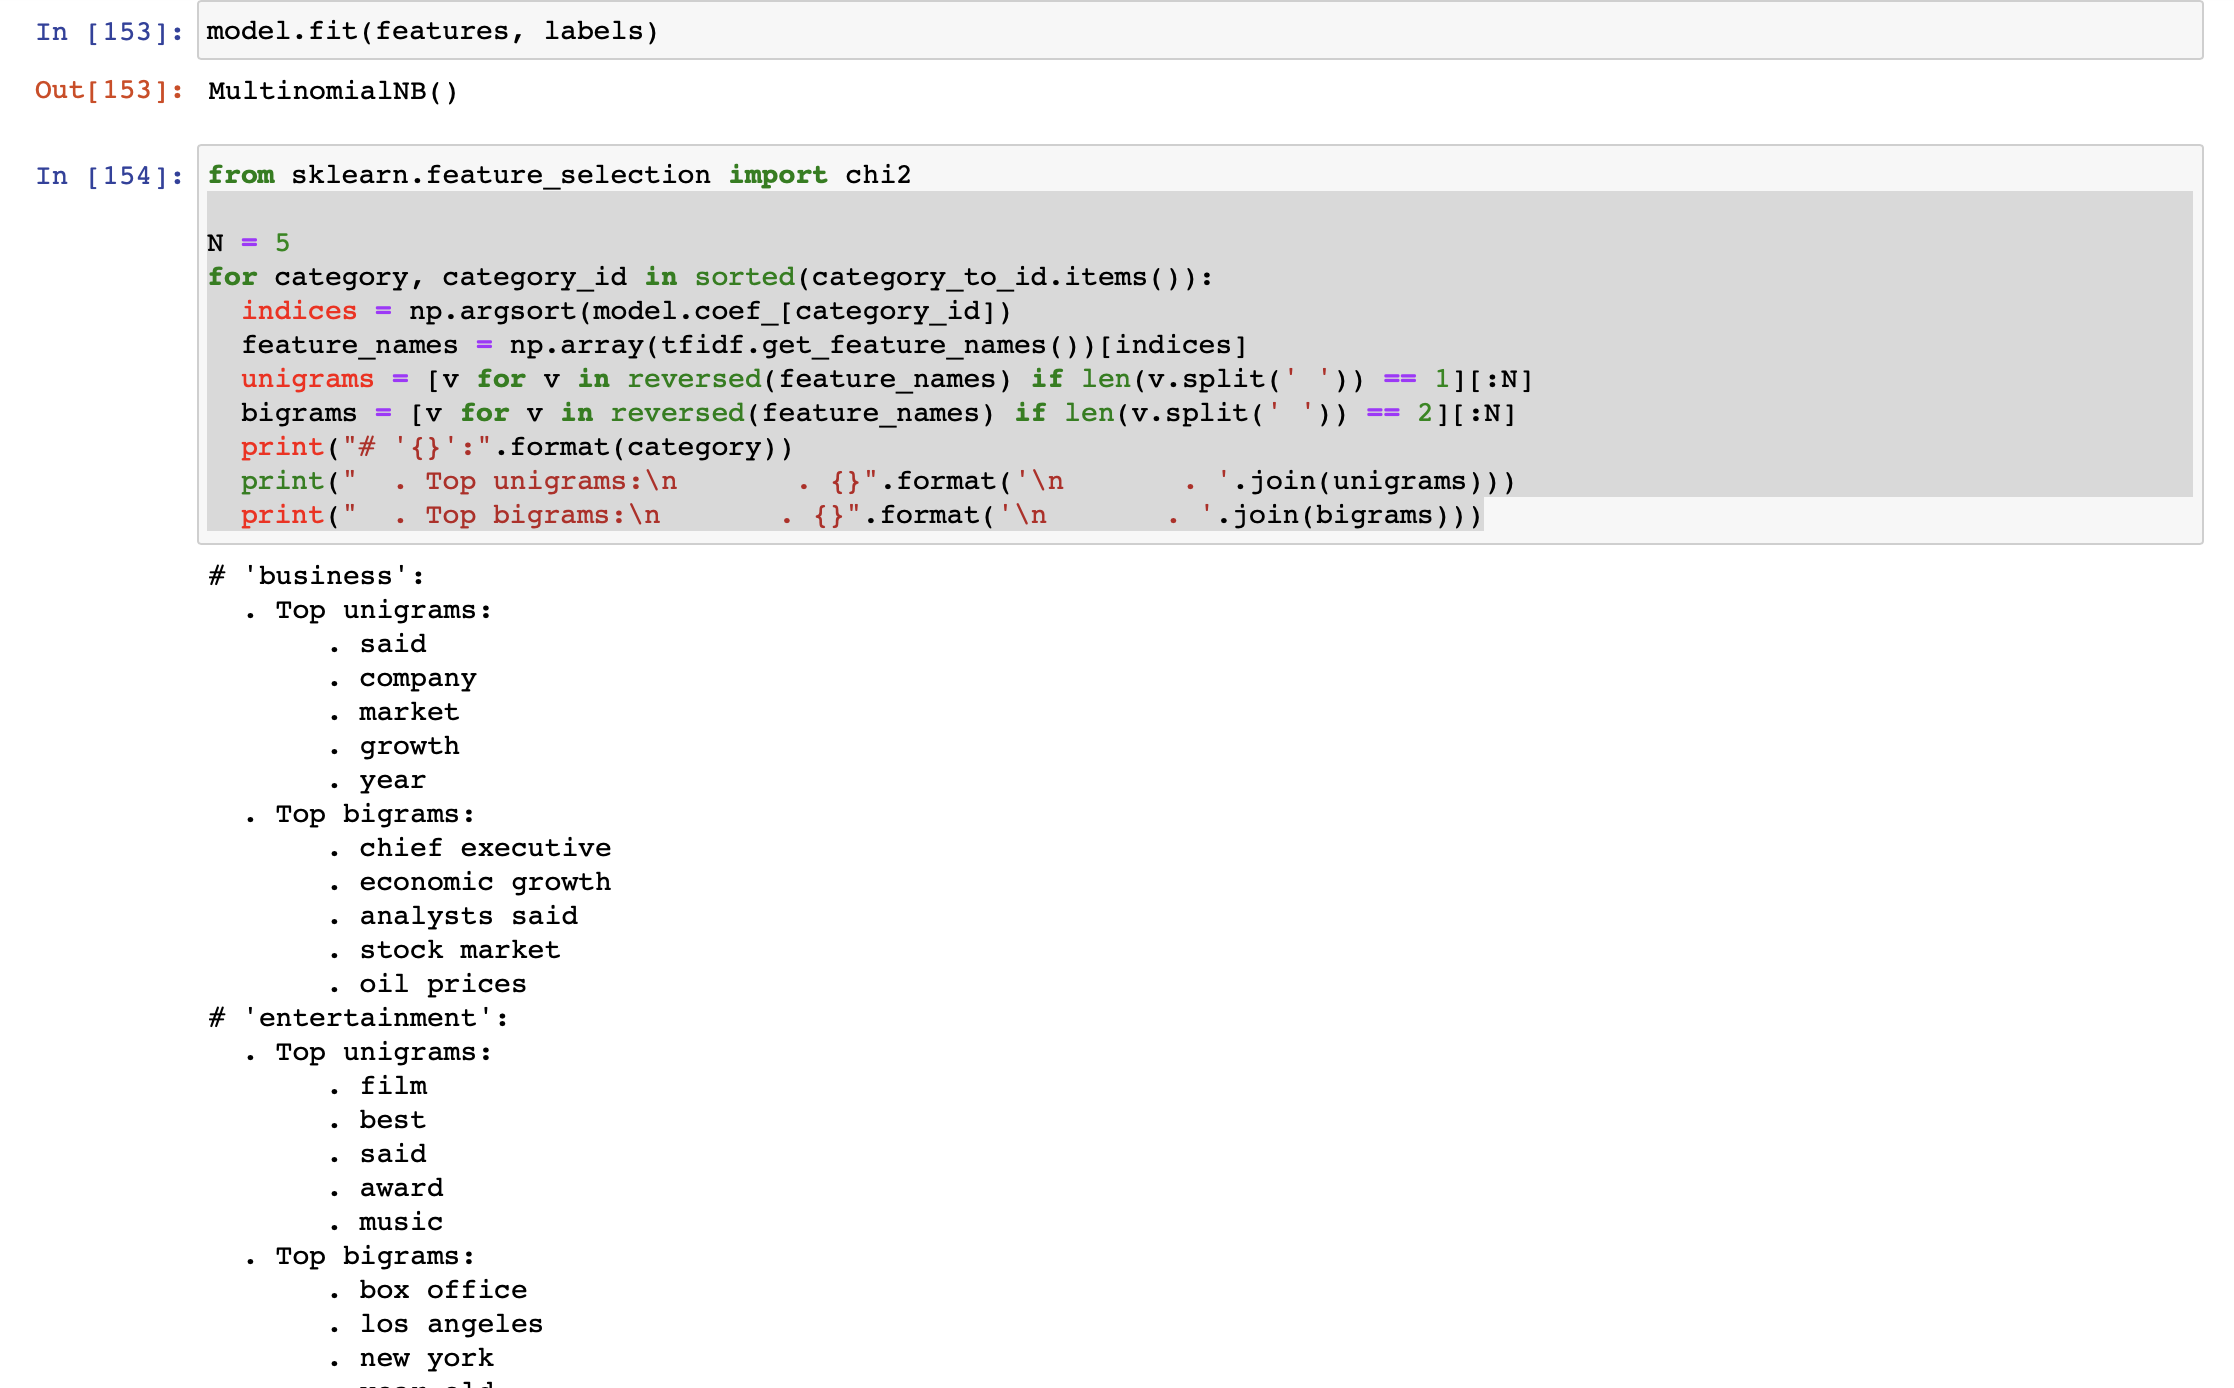 In [153]: model.fit(features, labels)
Out[153]: MultinomialNB()
In [154]: from sklearn.feature_selection import chi2

N = 5
for category, category_id in sorted(category_to_id.items()):
  indices = np.argsort(model.coef_[category_id])
  feature_names = np.array(tfidf.get_feature_names())[indices]
  unigrams = [v for v in reversed(feature_names) if len(v.split(' ')) == 1][:N]
  bigrams = [v for v in reversed(feature_names) if len(v.split(' ')) == 2][:N]
  print("# '{}':".format(category))
  print("  . Top unigrams:\n       . {}".format('\n       . '.join(unigrams)))
  print("  . Top bigrams:\n       . {}".format('\n       . '.join(bigrams)))
# 'business':
  . Top unigrams:
       . said
       . company
       . market
       . growth
       . year
  . Top bigrams:
       . chief executive
       . economic growth
       . analysts said
       . stock market
       . oil prices
# 'entertainment':
  . Top unigrams:
       . film
       . best
       . said
       . award
       . music
  . Top bigrams:
       . box office
       . los angeles
       . new york